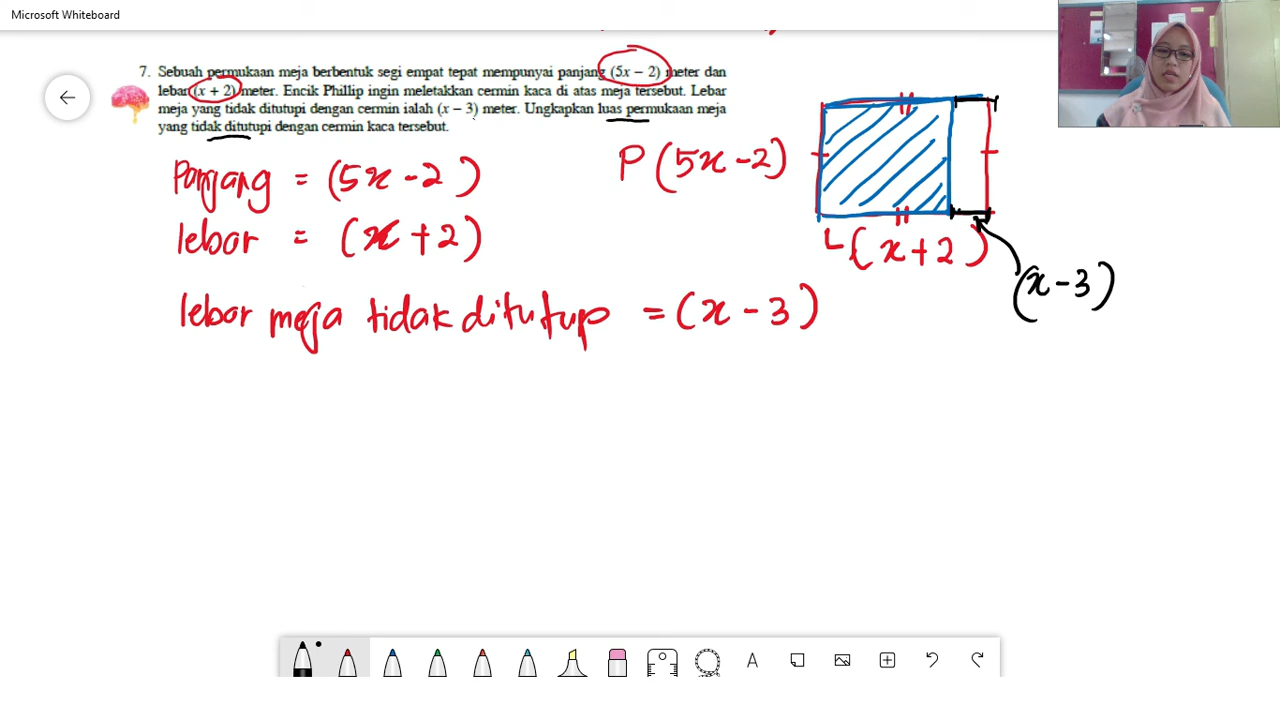 Microsoft Whiteboard
7. Sebuah permukaan meja berbentuk segi empat tepat mempunyai panjang (5x − 2) meter dan
lebar (x + 2) meter. Encik Phillip ingin meletakkan cermin kaca di atas meja tersebut. Lebar
meja yang tidak ditutupi dengan cermin ialah (x − 3) meter. Ungkapkan luas permukaan meja
yang tidak ditutupi dengan cermin kaca tersebut.
Panjang = (5x - 2)
lebar = (x + 2)
lebar meja tidak ditutup = (x - 3)
P (5x - 2)
L (x + 2)
(x - 3)
A